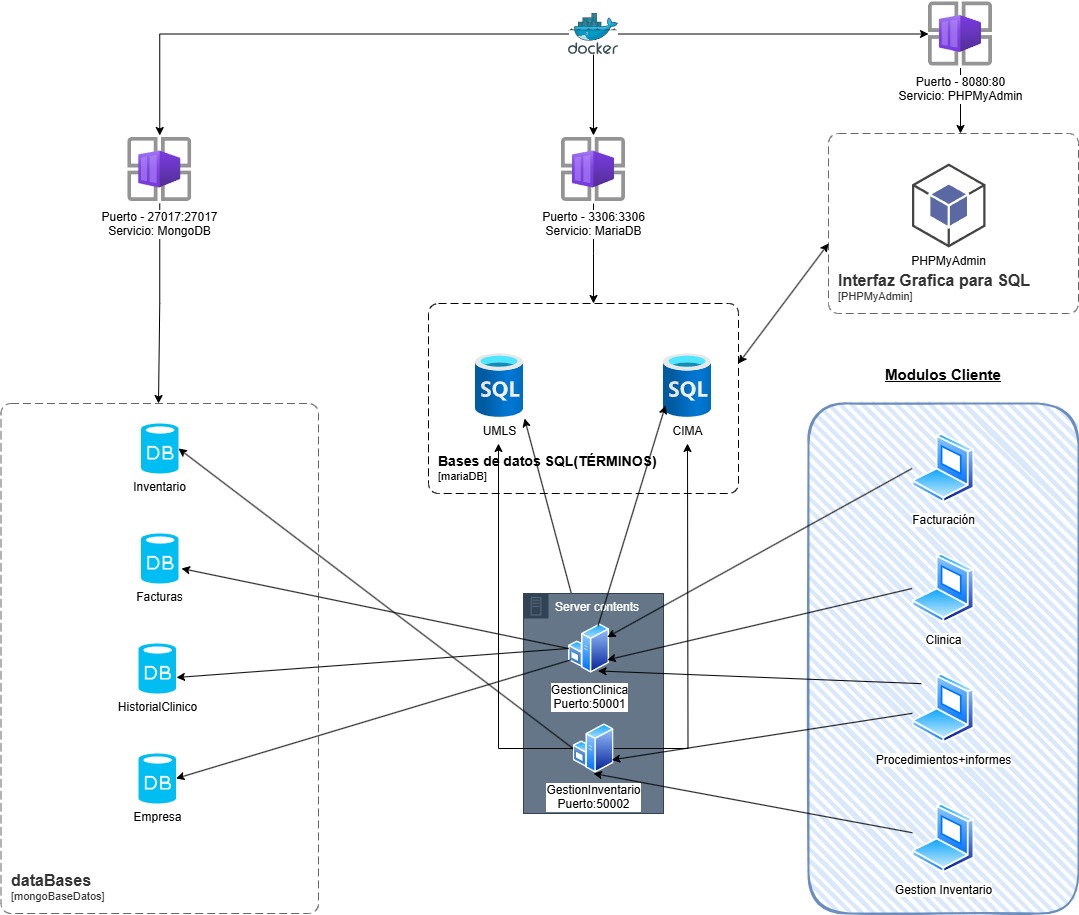 docker
Puerto - 8080:80
Servicio: PHPMyAdmin
Puerto - 27017:27017
Servicio: MongoDB
Puerto - 3306:3306
Servicio: MariaDB
PHPMyAdmin
Interfaz Grafica para SQL
[PHPMyAdmin]
SQL
UMLS
SQL
CIMA
Bases de datos SQL(TÉRMINOS)
[mariaDB]
Modulos Cliente
DB
Inventario
DB
Facturas
DB
HistorialClinico
DB
Empresa
dataBases
[mongoBaseDatos]
Server contents
GestionClinica
Puerto:50001
GestionInventario
Puerto:50002
Facturación
Clinica
Procedimientos+informes
Gestion Inventario